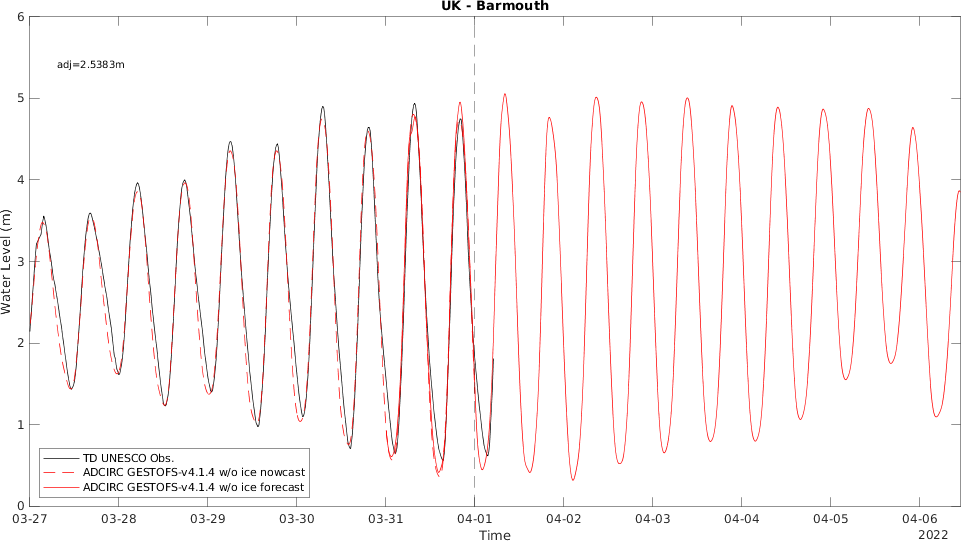 UK - Barmouth
adj=2.5383m
6
5
4
3
2
1
0
Water Level (m)
TD UNESCO Obs.
ADCIRC GESTOFS-v4.1.4 w/o ice nowcast
ADCIRC GESTOFS-v4.1.4 w/o ice forecast
03-27 03-28 03-29 03-30 03-31 04-01 04-02 04-03 04-04 04-05 04-06
Time
2022